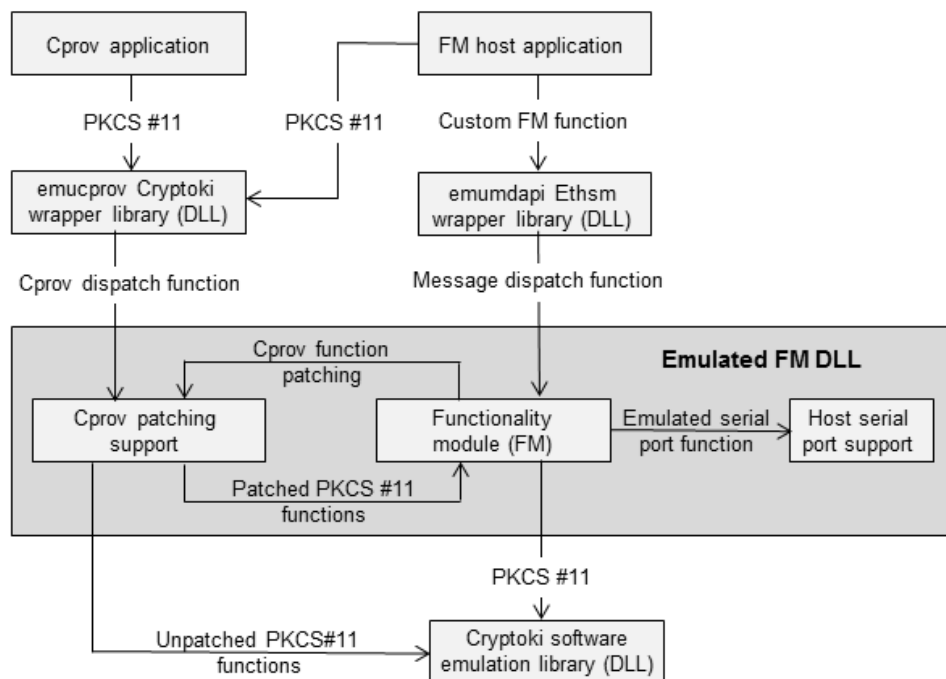 Cprov application
FM host application
PKCS #11
PKCS #11
Custom FM function
emucprov Cryptoki
wrapper library (DLL)
emumdapi Ethsm
wrapper library (DLL)
Cprov dispatch function
Message dispatch function
Cprov function
patching
Emulated FM DLL
Cprov patching
support
Functionality
module (FM)
Emulated serial
port function
Host serial
port support
Patched PKCS #11
functions
PKCS #11
Unpatched PKCS#11
functions
Cryptoki software
emulation library (DLL)